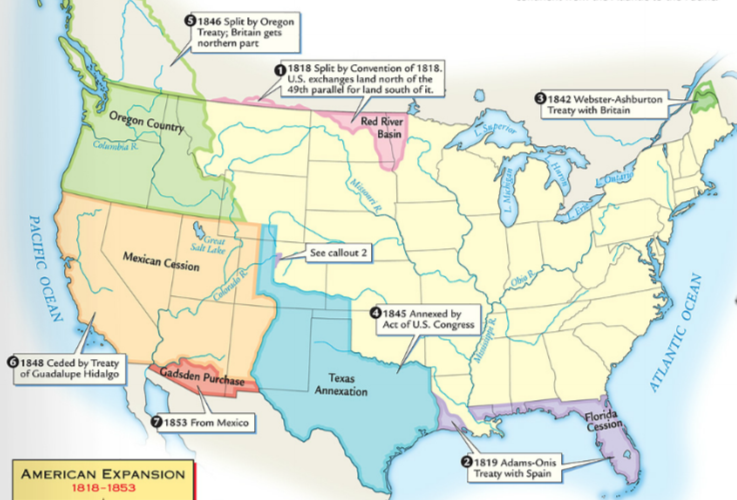 5 1846 Split by Oregon
Treaty; Britain gets
northern part
1 1818 Split by Convention of 1818.
U.S. exchanges land north of the
49th parallel for land south of it.
3 1842 Webster-Ashburton
Treaty with Britain
Oregon Country
Red River
Basin
Columbia R.
L. Superior
L. Michigan
L. Huron
L. Ontario
L. Erie
Missouri R.
PACIFIC OCEAN
Great
Salt Lake
See callout 2
Mexican Cession
Colorado R.
Ohio R.
Mississippi R.
ATLANTIC OCEAN
4 1845 Annexed by
Act of U.S. Congress
6 1848 Ceded by Treaty
of Guadalupe Hidalgo
Gadsden Purchase
Texas
Annexation
7 1853 From Mexico
Florida
Cession
2 1819 Adams-Onis
Treaty with Spain
AMERICAN EXPANSION
1818–1853